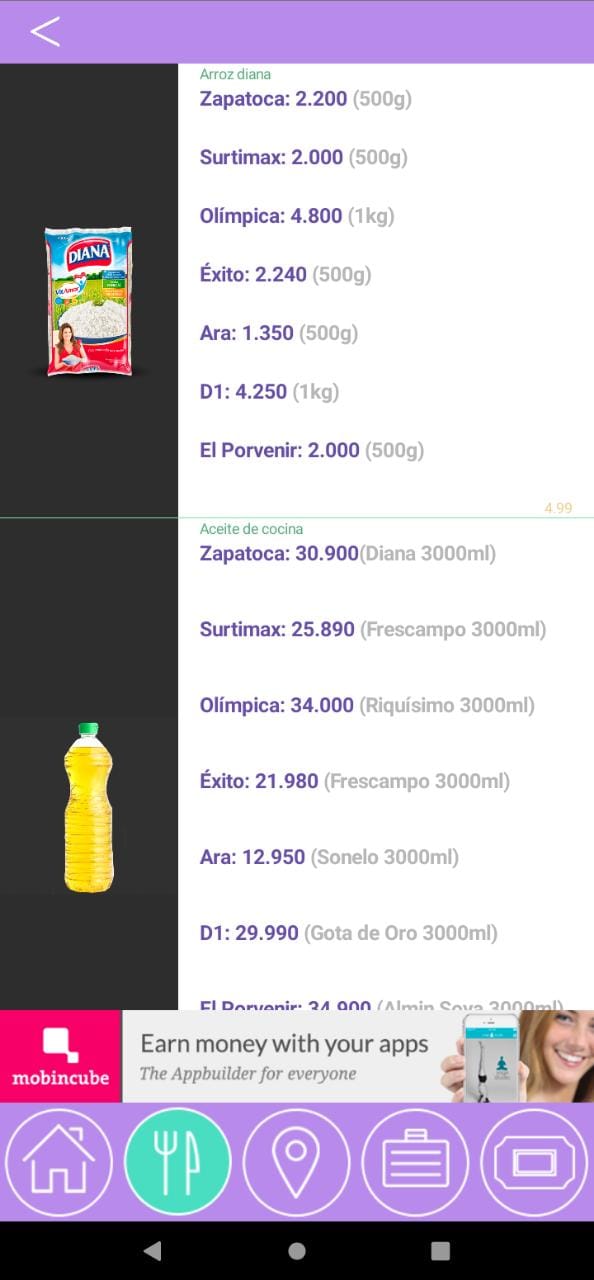 Arroz diana
Zapatoca: 2.200 (500g)
Surtimax: 2.000 (500g)
Olímpica: 4.800 (1kg)
Éxito: 2.240 (500g)
Ara: 1.350 (500g)
D1: 4.250 (1kg)
El Porvenir: 2.000 (500g)
DIANA
4.99
Aceite de cocina
Zapatoca: 30.900(Diana 3000ml)
Surtimax: 25.890 (Frescampo 3000ml)
Olímpica: 34.000 (Riquísimo 3000ml)
Éxito: 21.980 (Frescampo 3000ml)
Ara: 12.950 (Sonelo 3000ml)
D1: 29.990 (Gota de Oro 3000ml)
El Porvenir: 34.900 (Almin Soya 3000ml)
mobincube
Earn money with your apps
The Appbuilder for everyone